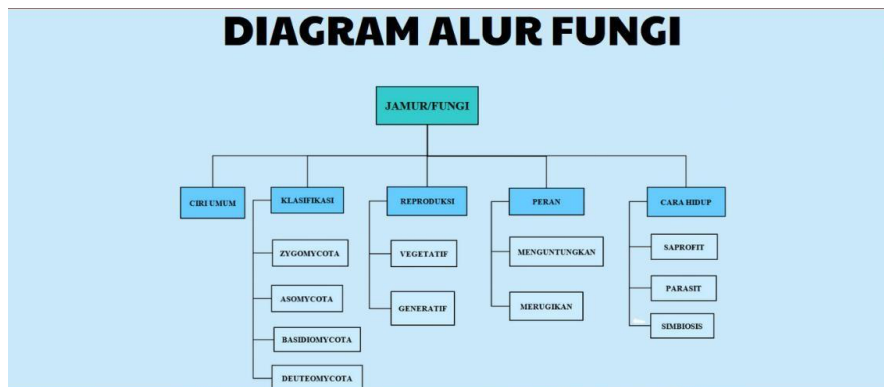 DIAGRAM ALUR FUNGI
JAMUR/FUNGI
CIRI UMUM
KLASIFIKASI
REPRODUKSI
PERAN
CARA HIDUP
ZYGOMYCOTA
ASOMYCOTA
BASIDIOMYCOTA
DEUTEOMYCOTA
VEGETATIF
GENERATIF
MENGUNTUNGKAN
MERUGIKAN
SAPROFIT
PARASIT
SIMBIOSIS